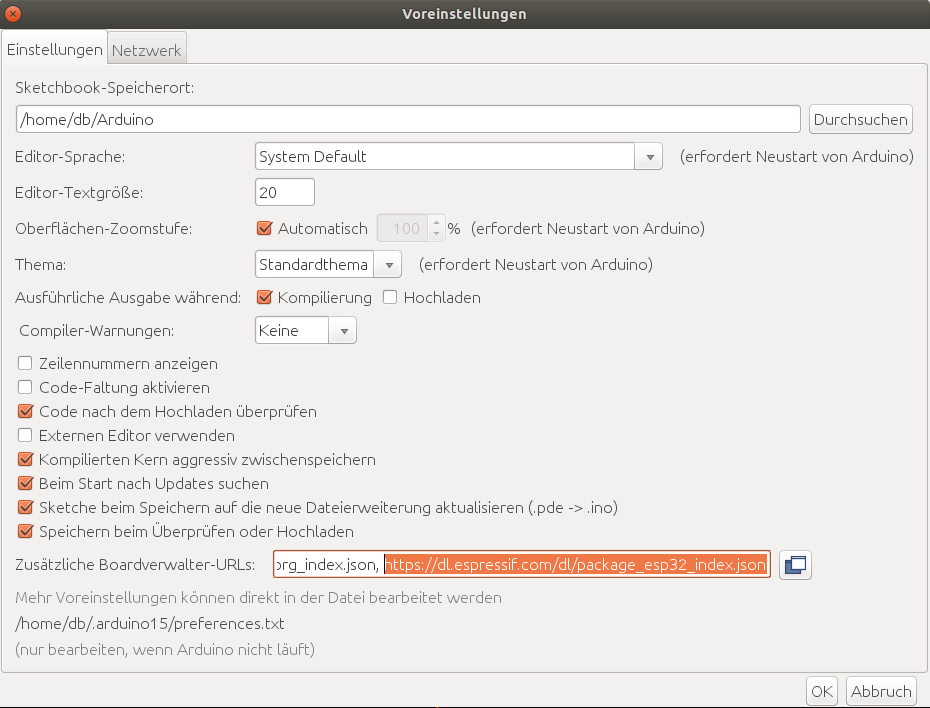 Voreinstellungen
Einstellungen Netzwerk
Sketchbook-Speicherort:
/home/db/Arduino Durchsuchen
Editor-Sprache: System Default (erfordert Neustart von Arduino)
Editor-Textgröße: 20
Oberflächen-Zoomstufe: Automatisch 100 % (erfordert Neustart von Arduino)
Thema: Standardthema (erfordert Neustart von Arduino)
Ausführliche Ausgabe während: Kompilierung Hochladen
Compiler-Warnungen: Keine
Zeilennummern anzeigen
Code-Faltung aktivieren
Code nach dem Hochladen überprüfen
Externen Editor verwenden
Kompilierten Kern aggressiv zwischenspeichern
Beim Start nach Updates suchen
Sketche beim Speichern auf die neue Dateierweiterung aktualisieren (.pde -> .ino)
Speichern beim Überprüfen oder Hochladen
Zusätzliche Boardverwalter-URLs: org_index.json, https://dl.espressif.com/dl/package_esp32_index.json
Mehr Voreinstellungen können direkt in der Datei bearbeitet werden
/home/db/.arduino15/preferences.txt
(nur bearbeiten, wenn Arduino nicht läuft)
OK Abbruch